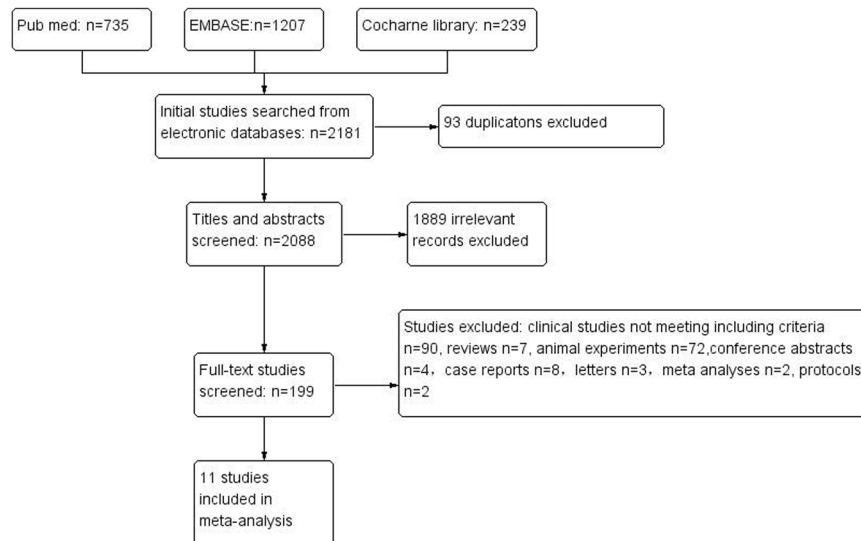 Pub med: n=735
EMBASE:n=1207
Cocharne library: n=239
Initial studies searched from
electronic databases: n=2181
93 duplicatons excluded
Titles and abstracts
screened: n=2088
1889 irrelevant
records excluded
Studies excluded: clinical studies not meeting including criteria
n=90, reviews n=7, animal experiments n=72,conference abstracts
n=4，case reports n=8，letters n=3，meta analyses n=2, protocols
n=2
Full-text studies
screened: n=199
11 studies
included in
meta-analysis